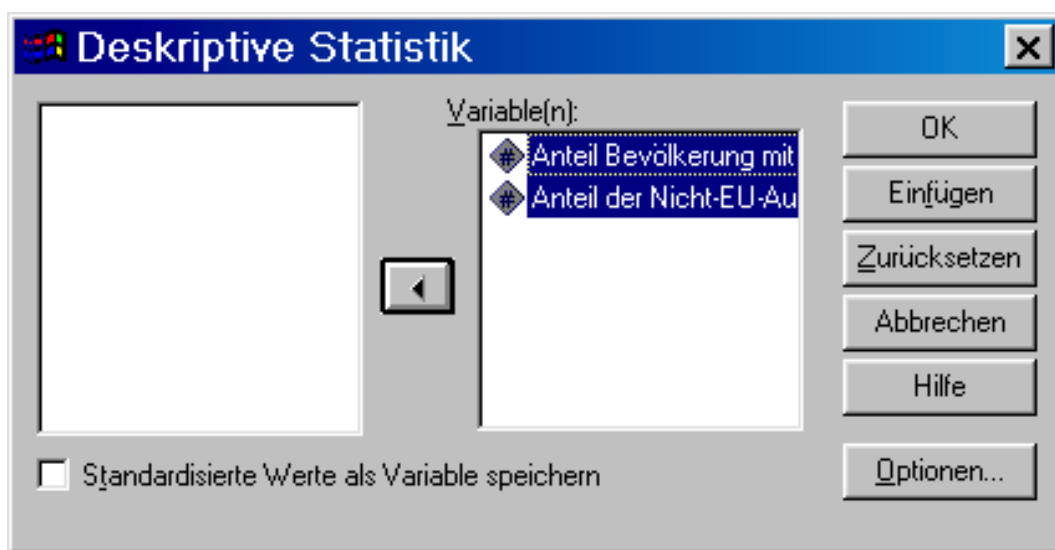 Deskriptive Statistik
Variable(n):
Anteil Bevölkerung mit
Anteil der Nicht-EU-Au
OK
Einfügen
Zurücksetzen
Abbrechen
Hilfe
Optionen...
Standardisierte Werte als Variable speichern